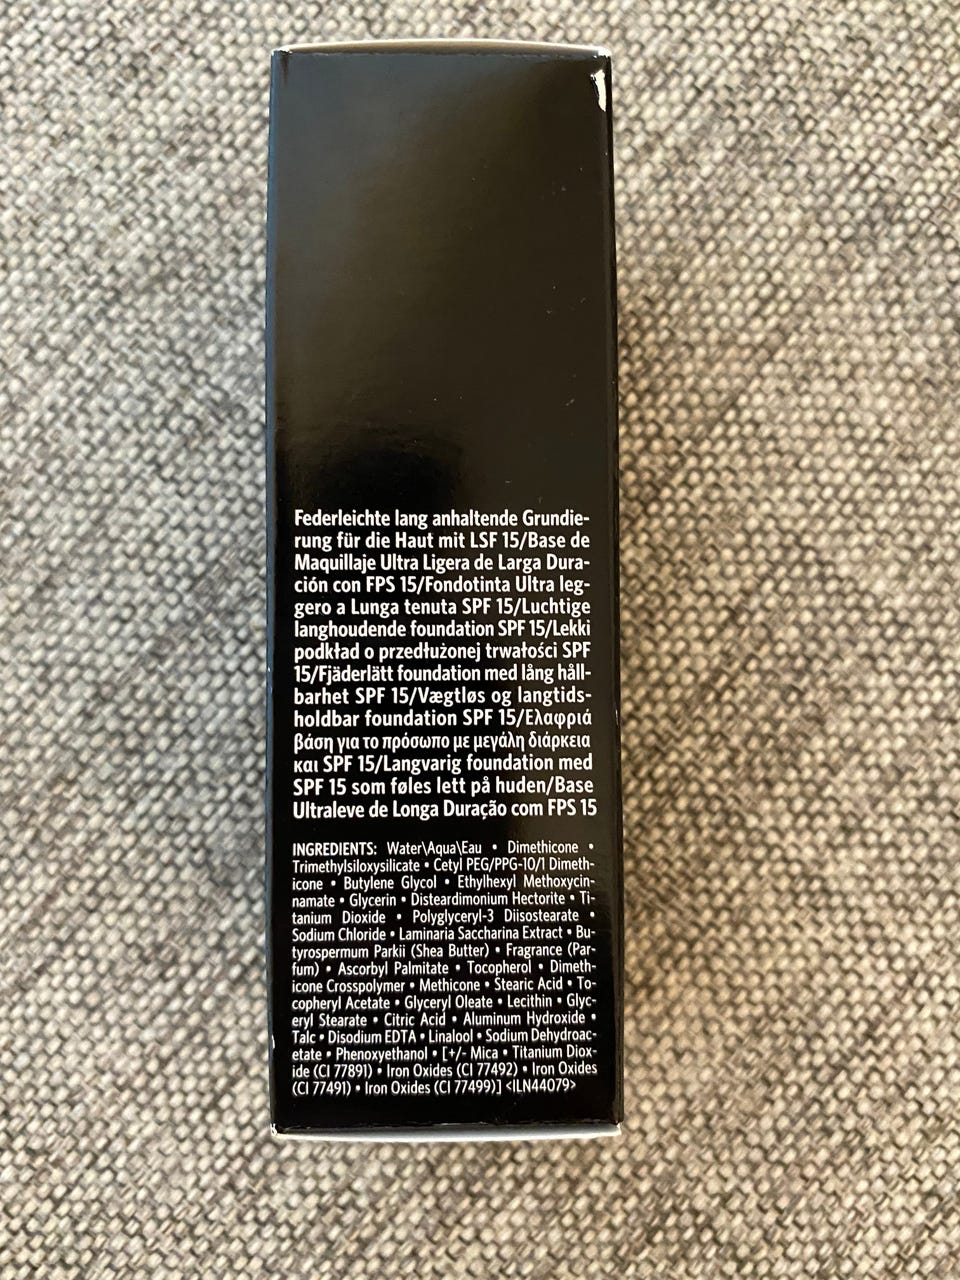 Federleichte lang anhaltende Grundie-
rung für die Haut mit LSF 15/Base de
Maquillaje Ultra Ligera de Larga Dura-
ción con FPS 15/Fondotinta Ultra leg-
gero a Lunga tenuta SPF 15/Luchtige
langhoudende foundation SPF 15/Lekki
podkład o przedłużonej trwałości SPF
15/Fjäderlätt foundation med lång håll-
barhet SPF 15/Vægtløs og langtids-
holdbar foundation SPF 15/Ελαφριά
βάση για το πρόσωπο με μεγάλη διάρκεια
και SPF 15/Langvarig foundation med
SPF 15 som føles lett på huden/Base
Ultraleve de Longa Duração com FPS 15
INGREDIENTS: Water\Aqua\Eau • Dimethicone •
Trimethylsiloxysilicate • Cetyl PEG/PPG-10/1 Dimeth-
icone • Butylene Glycol • Ethylhexyl Methoxycin-
namate • Glycerin • Disteardimonium Hectorite • Ti-
tanium Dioxide • Polyglyceryl-3 Diisostearate •
Sodium Chloride • Laminaria Saccharina Extract • Bu-
tyrospermum Parkii (Shea Butter) • Fragrance (Par-
fum) • Ascorbyl Palmitate • Tocopherol • Dimeth-
icone Crosspolymer • Methicone • Stearic Acid • To-
copheryl Acetate • Glyceryl Oleate • Lecithin • Glyc-
eryl Stearate • Citric Acid • Aluminum Hydroxide •
Talc • Disodium EDTA • Linalool • Sodium Dehydroac-
etate • Phenoxyethanol • [+/- Mica • Titanium Diox-
ide (CI 77891) • Iron Oxides (CI 77492) • Iron Oxides
(CI 77491) • Iron Oxides (CI 77499)] <ILN44079>